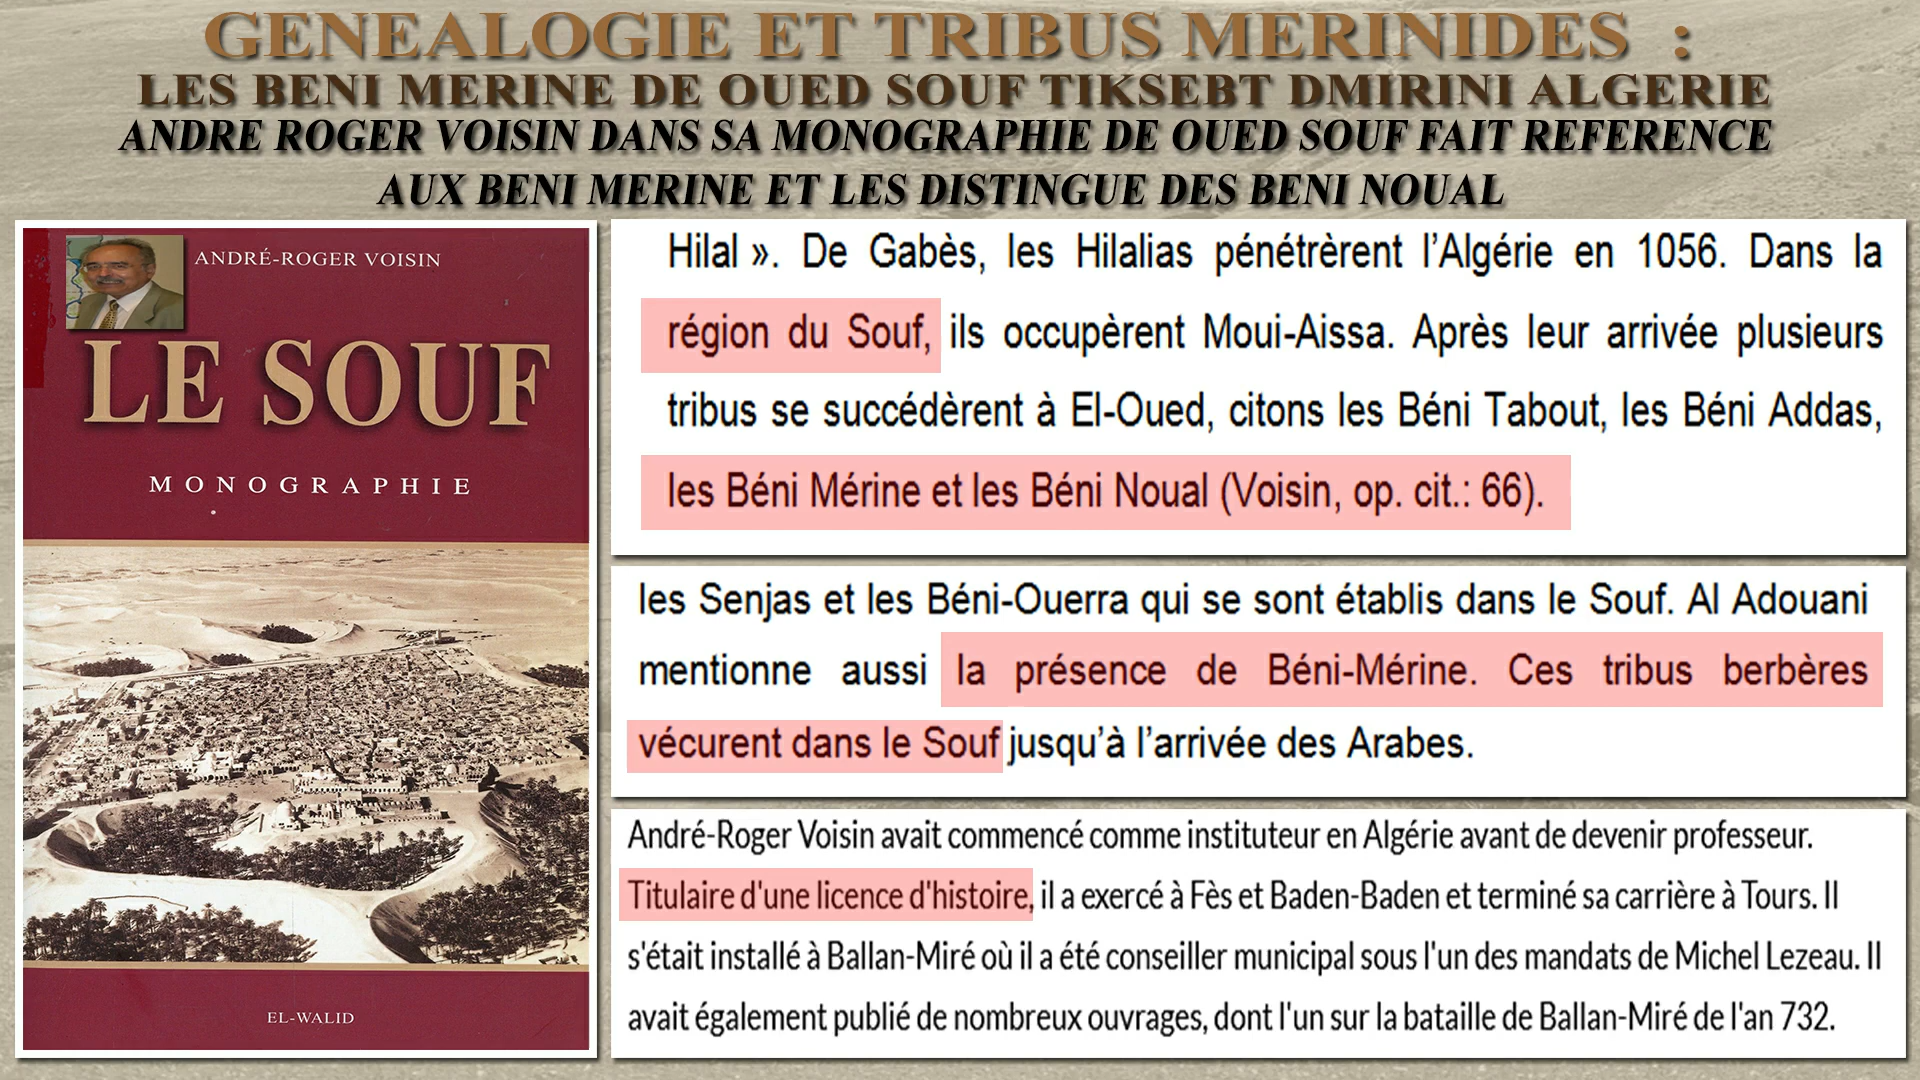 GENEALOGIE ET TRIBUS MERINIDES :
LES BENI MERINE DE OUED SOUF TIKSEBT DMIRINI ALGERIE
ANDRE ROGER VOISIN DANS SA MONOGRAPHIE DE OUED SOUF FAIT REFERENCE
AUX BENI MERINE ET LES DISTINGUE DES BENI NOUAL
ANDRÉ-ROGER VOISIN
LE SOUF
MONOGRAPHIE
EL-WALID
Hilal ». De Gabès, les Hilalias pénétrèrent l'Algérie en 1056. Dans la
région du Souf, ils occupèrent Moui-Aissa. Après leur arrivée plusieurs
tribus se succédèrent à El-Oued, citons les Béni Tabout, les Béni Addas,
les Béni Mérine et les Béni Noual (Voisin, op. cit.: 66).
les Senjas et les Béni-Ouerra qui se sont établis dans le Souf. Al Adouani
mentionne aussi la présence de Béni-Mérine. Ces tribus berbères
vécurent dans le Souf jusqu'à l'arrivée des Arabes.
André-Roger Voisin avait commencé comme instituteur en Algérie avant de devenir professeur.
Titulaire d'une licence d'histoire, il a exercé à Fès et Baden-Baden et terminé sa carrière à Tours. Il
s'était installé à Ballan-Miré où il a été conseiller municipal sous l'un des mandats de Michel Lezeau. Il
avait également publié de nombreux ouvrages, dont l'un sur la bataille de Ballan-Miré de l'an 732.